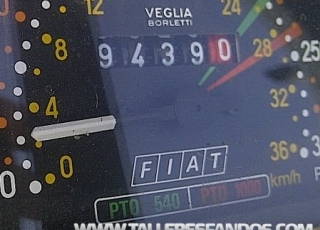 12 24
VEGLIA
BORLETTI
8 94390 28 25
4 32
0 0 36
km/h
FIAT
PTO 540 PTO 1000
WWW.TALLERESSANDOS.COM